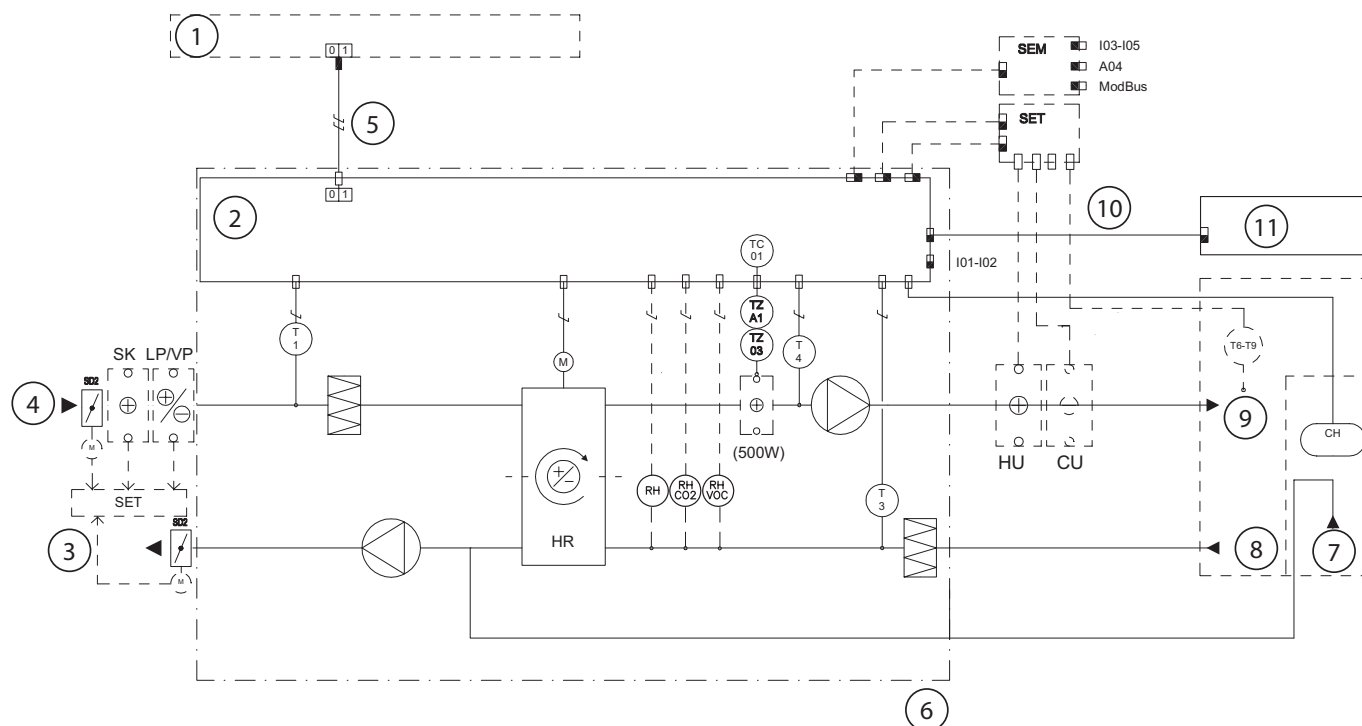 1
0 1
SEM
I03-I05
A04
ModBus
5
SET
2
0 1
10
11
TC
01
I01-I02
T
1
TZ
A1
TZ
03
T
4
T6-T9
SK
LP/VP
M
SD2
4
9
CH
M
(500W)
HU
CU
RH
RH
CO2
RH
VOC
T
3
SET
SD2
3
HR
8
7
M
6